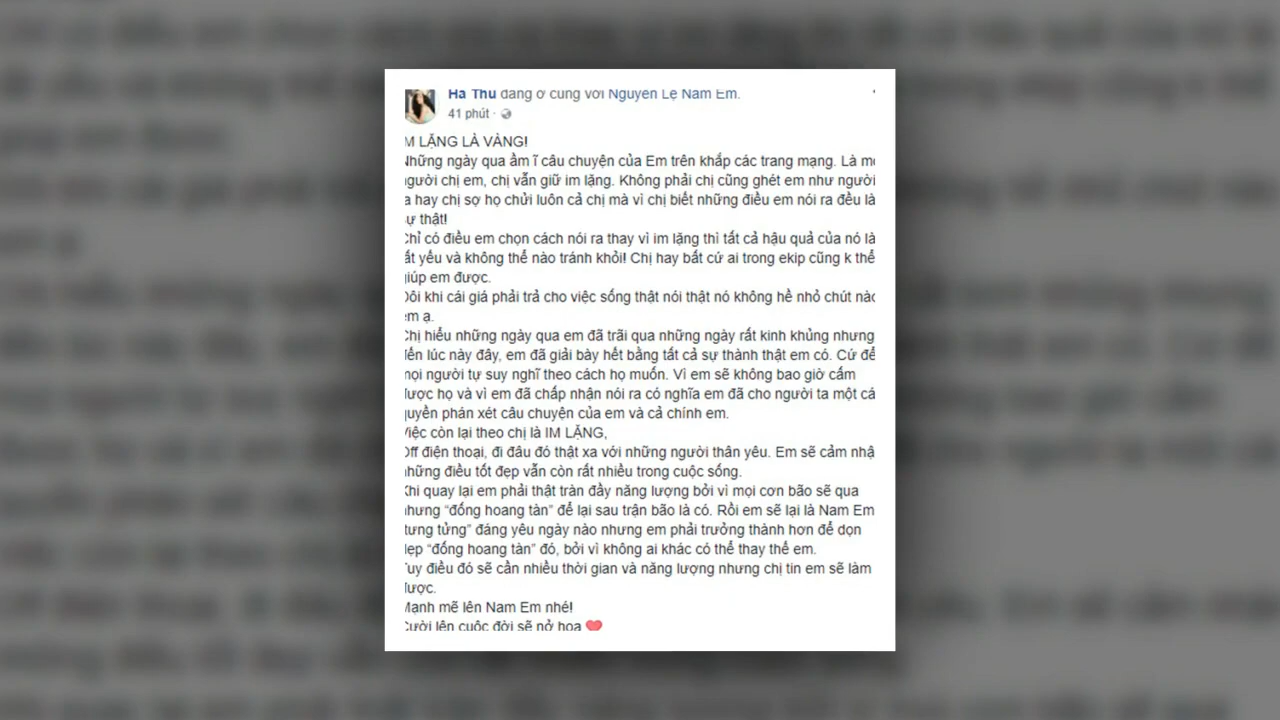 Ha Thu đang ở cùng với Nguyen Lẹ Nam Em.
41 phút ·
M LẶNG LÀ VÀNG!
Những ngày qua ầm ĩ câu chuyện của Em trên khắp các trang mạng. Là
người chị em, chị vẫn giữ im lặng. Không phải chị cũng ghét em như người
a hay chị sợ họ chửi luôn cả chị mà vì chị biết những điều em nói ra đều là
sự thật!
Chỉ có điều em chọn cách nói ra thay vì im lặng thì tất cả hậu quả của nó là
ất yếu và không thể nào tránh khỏi! Chị hay bất cứ ai trong ekip cũng k thể
giúp em được.
Đôi khi cái giá phải trả cho việc sống thật nói thật nó không hề nhỏ chút nào
em ạ.
Chị hiểu những ngày qua em đã trãi qua những ngày rất kinh khủng nhưng
đến lúc này đây, em đã giải bày hết bằng tất cả sự thành thật em có. Cứ để
mọi người tự suy nghĩ theo cách họ muốn. Vì em sẽ không bao giờ cấm
được họ và vì em đã chấp nhận nói ra có nghĩa em đã cho người ta một cá
quyền phán xét câu chuyện của em và cả chính em.
Việc còn lại theo chị là IM LẶNG,
Off điện thoại, đi đâu đó thật xa với những người thân yêu. Em sẽ cảm nhậ
những điều tốt đẹp vẫn còn rất nhiều trong cuộc sống.
Khi quay lại em phải thật tràn đầy năng lượng bởi vì mọi cơn bão sẽ qua
nhưng “đống hoang tàn” để lại sau trận bão là có. Rồi em sẽ lại là Nam Em
“tưng tửng” đáng yêu ngày nào nhưng em phải trưởng thành hơn để dọn
dẹp “đống hoang tàn” đó, bởi vì không ai khác có thể thay thế em.
Tuy điều đó sẽ cần nhiều thời gian và năng lượng nhưng chị tin em sẽ làm
được.
Mạnh mẽ lên Nam Em nhé!
Cười lên cuộc đời sẽ nở hoa ❤